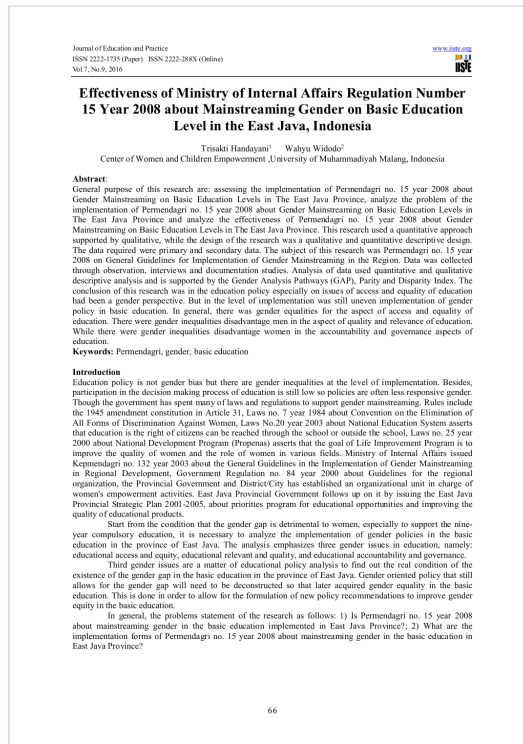 Journal of Education and Practice
www.iiste.org
ISSN 2222-1735 (Paper) ISSN 2222-288X (Online)
Vol.7, No.9, 2016
IISTE
Effectiveness of Ministry of Internal Affairs Regulation Number
15 Year 2008 about Mainstreaming Gender on Basic Education
Level in the East Java, Indonesia
Trisakti Handayani1 Wahyu Widodo2
Center of Women and Children Empowerment ,University of Muhammadiyah Malang, Indonesia
Abstract:
General purpose of this research are: assessing the implementation of Permendagri no. 15 year 2008 about
Gender Mainstreaming on Basic Education Levels in The East Java Province, analyze the problem of the
implementation of Permendagri no. 15 year 2008 about Gender Mainstreaming on Basic Education Levels in
The East Java Province and analyze the effectiveness of Permendagri no. 15 year 2008 about Gender
Mainstreaming on Basic Education Levels in The East Java Province. This research used a quantitative approach
supported by qualitative, while the design of the research was a qualitative and quantitative descriptive design.
The data required were primary and secondary data. The subject of this research was Permendagri no. 15 year
2008 on General Guidelines for Implementation of Gender Mainstreaming in the Region. Data was collected
through observation, interviews and documentation studies. Analysis of data used quantitative and qualitative
descriptive analysis and is supported by the Gender Analysis Pathways (GAP), Parity and Disparity Index. The
conclusion of this research was in the education policy especially on issues of access and equality of education
had been a gender perspective. But in the level of implementation was still uneven implementation of gender
policy in basic education. In general, there was gender equalities for the aspect of access and equality of
education. There were gender inequalities disadvantage men in the aspect of quality and relevance of education.
While there were gender inequalities disadvantage women in the accountability and governance aspects of
education.
Keywords: Permendagri, gender, basic education
Introduction
Education policy is not gender bias but there are gender inequalities at the level of implementation. Besides,
participation in the decision making process of education is still low so policies are often less responsive gender.
Though the government has spent many of laws and regulations to support gender mainstreaming. Rules include
the 1945 amendment constitution in Article 31, Laws no. 7 year 1984 about Convention on the Elimination of
All Forms of Discrimination Against Women, Laws No.20 year 2003 about National Education System asserts
that education is the right of citizens can be reached through the school or outside the school, Laws no. 25 year
2000 about National Development Program (Propenas) asserts that the goal of Life Improvement Program is to
improve the quality of women and the role of women in various fields. Ministry of Internal Affairs issued
Kepmendagri no. 132 year 2003 about the General Guidelines in the Implementation of Gender Mainstreaming
in Regional Development, Government Regulation no. 84 year 2000 about Guidelines for the regional
organization, the Provincial Government and District/City has established an organizational unit in charge of
women's empowerment activities. East Java Provincial Government follows up on it by issuing the East Java
Provincial Strategic Plan 2001-2005, about priorities program for educational opportunities and improving the
quality of educational products.
Start from the condition that the gender gap is detrimental to women, especially to support the nine-
year compulsory education, it is necessary to analyze the implementation of gender policies in the basic
education in the province of East Java. The analysis emphasizes three gender issues in education, namely:
educational access and equity, educational relevant and quality, and educational accountability and governance.
Third gender issues are a matter of educational policy analysis to find out the real condition of the
existence of the gender gap in the basic education in the province of East Java. Gender oriented policy that still
allows for the gender gap will need to be deconstructed so that later acquired gender equality in the basic
education. This is done in order to allow for the formulation of new policy recommendations to improve gender
equity in the basic education.
In general, the problems statement of the research as follows: 1) Is Permendagri no. 15 year 2008
about mainstreaming gender in the basic education implemented in East Java Province?; 2) What are the
implementation forms of Permendagri no. 15 year 2008 about mainstreaming gender in the basic education in
East Java Province?
66